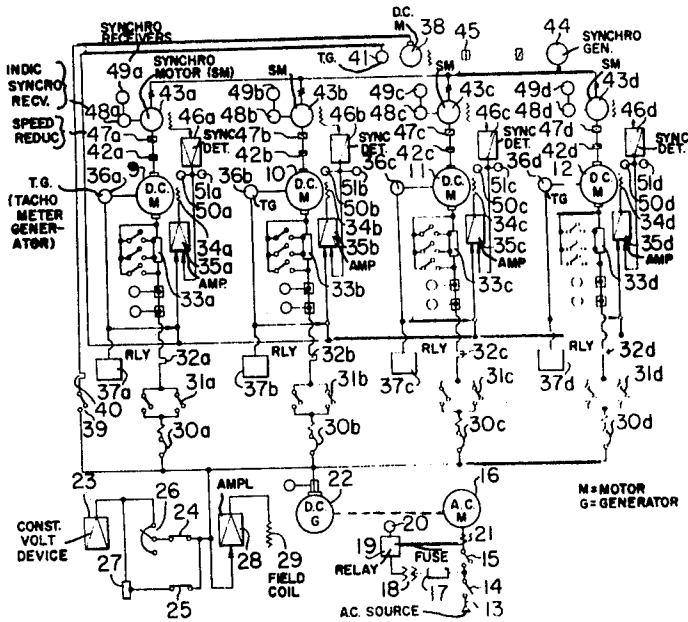 D.C. M 38 45 44
SYNCHRO RECEIVERS
T.G. 41 SYNCHRO GEN.
INDIC SYNCRO RECV. 49a SYNCHRO MOTOR (SM) SM 49b 43b SM 49c 43c 49d SM 43d
48a 43a 46a 48b 46b 48c 46c 48d 46d
SPEED REDUC 47a SYNC DET. 47b SYNC DET. 47c SYNC DET. 47d SYNC DET.
42a 42b 42c 42d
T.G. (TACHO METER GENERATOR) 36a 9 D.C. M 51a 36b 10 D.C. M 51b 36c 11 D.C. M 51c 36d 12 D.C. M 51d
50a TG 50b 50c TG 50d
34a 34b 34c 34d
35a 35b 35c 35d
AMP. AMP AMP
33a 33b 33c 33d
RLY RLY RLY
32a 32b 32c 32d
37a 37b 37c 37d
31a 31b 31c 31d
40
39
30a 30b 30c 30d
23 26 24 AMPL 22 D.C. G 16 A.C. M M=MOTOR
G=GENERATOR
CONST. VOLT DEVICE 28 29 FIELD COIL 20 21
19 FUSE 15
27 25 RELAY 18 17 14
A.C. SOURCE 13